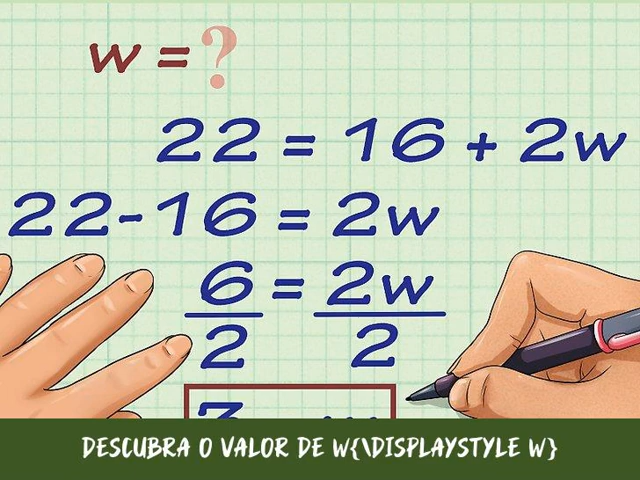 w = ?
22 = 16 + 2w
22-16 = 2w
6 = 2w
2 2
DESCUBRA O VALOR DE W{\DISPLAYSTYLE W}